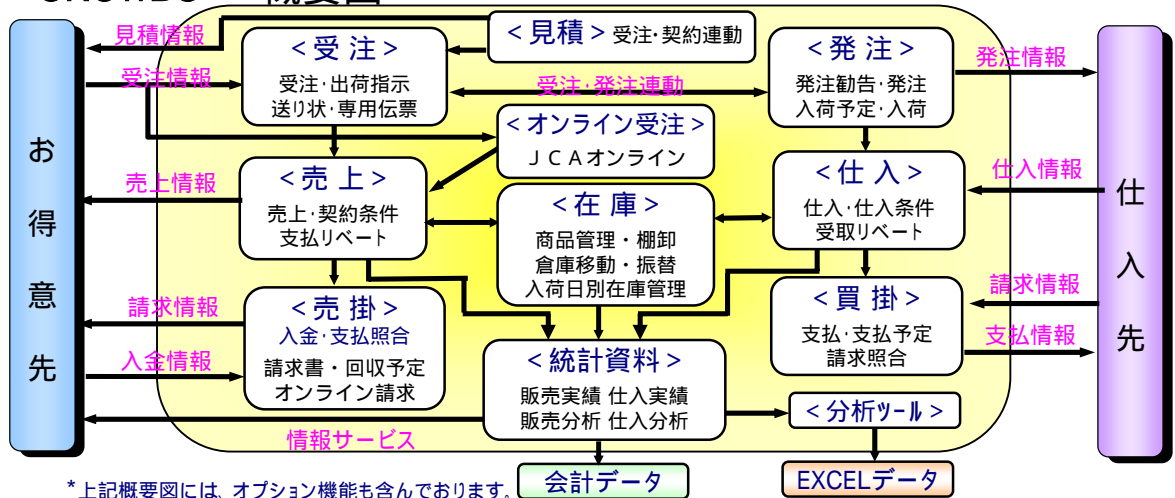 見積情報
受注情報
売上情報
請求情報
入金情報
お得意先
<受注>
受注･出荷指示
送り状･専用伝票
<見積> 受注･契約連動
受注･発注連動
<発注>
発注勧告･発注
入荷予定･入荷
発注情報
<オンライン受注>
ＪＣＡオンライン
<売上>
売上･契約条件
支払リベート
<在庫>
商品管理・棚卸
倉庫移動・振替
入荷日別在庫管理
<仕入>
仕入･仕入条件
受取リベート
仕入情報
仕入先
<売掛>
入金･支払照合
請求書・回収予定
オンライン請求
<統計資料>
販売実績 仕入実績
販売分析 仕入分析
<買掛>
支払･支払予定
請求照合
請求情報
支払情報
<分析ﾂｰﾙ>
情報サービス
会計データ
EXCELデータ
*上記概要図には、オプション機能も含んでおります。